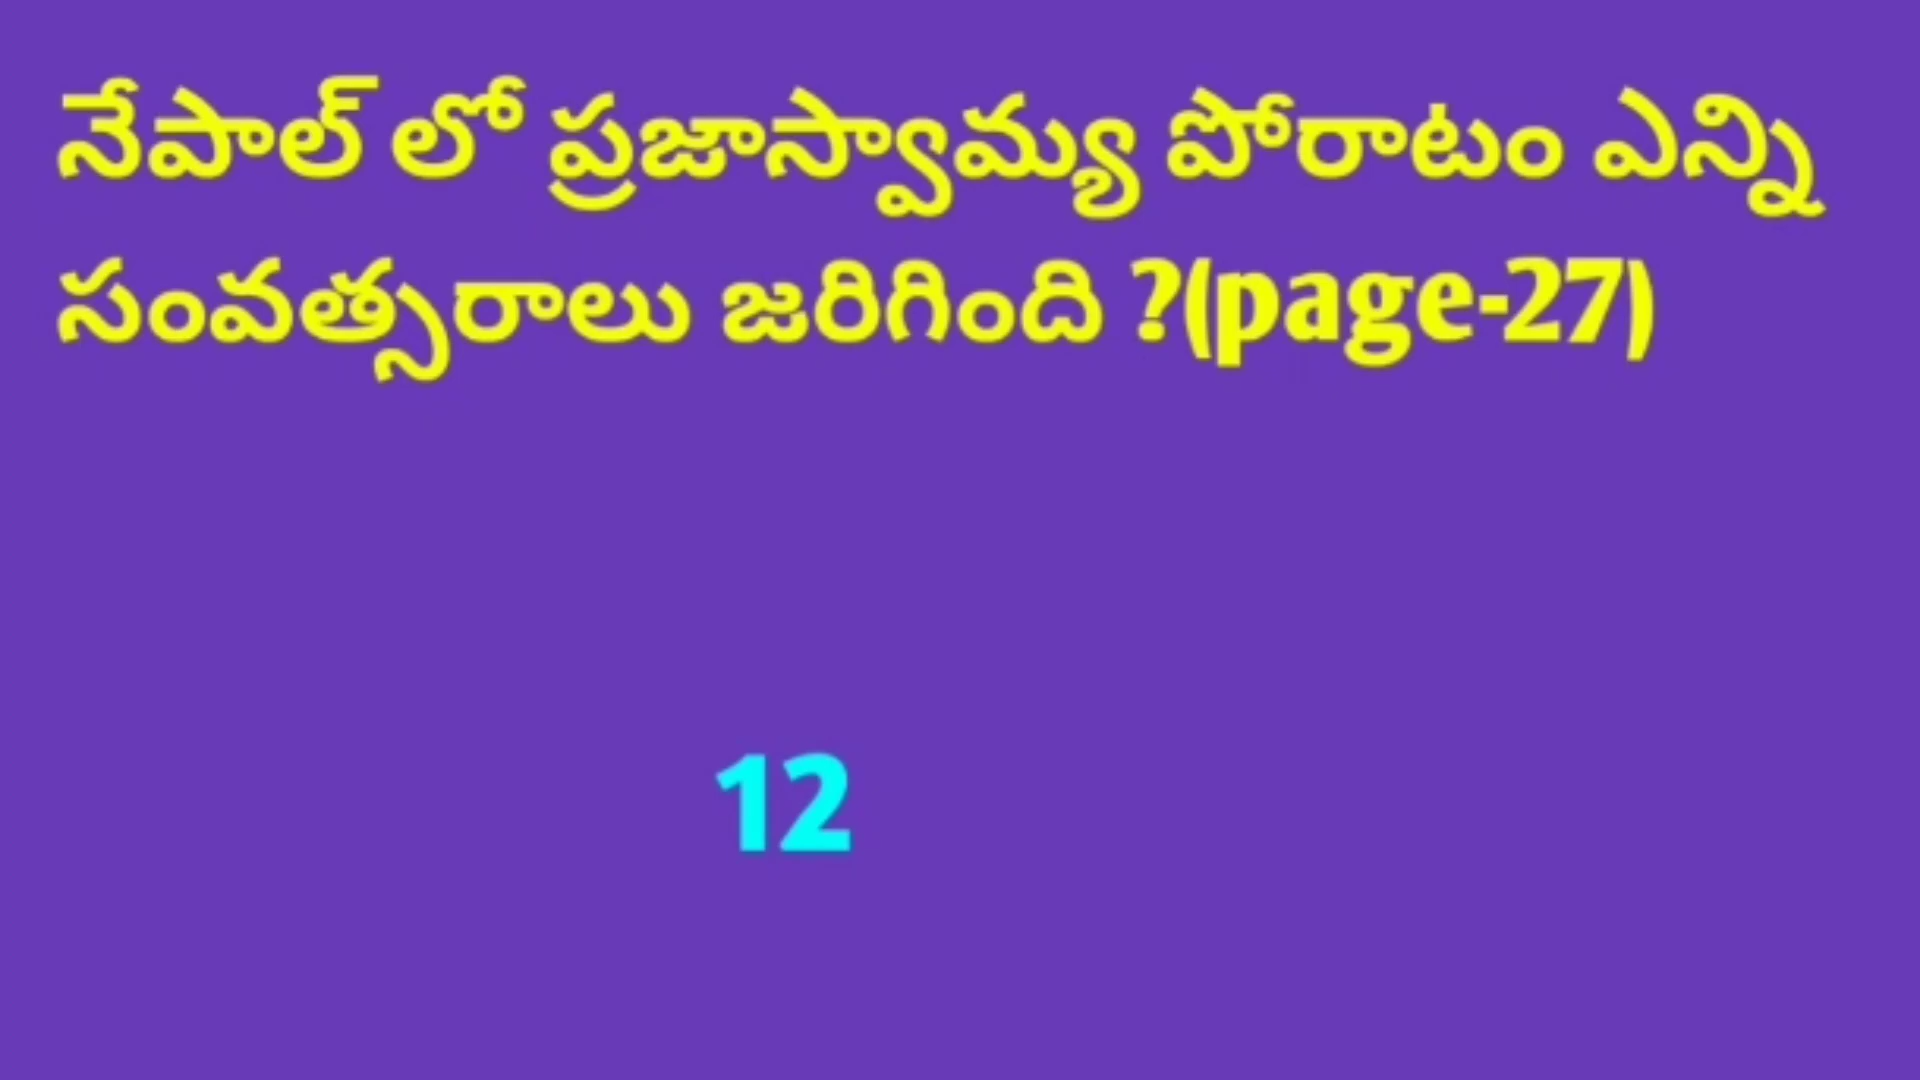 నేపాల్ లో ప్రజాస్వామ్య పోరాటం ఎన్ని
సంవత్సరాలు జరిగింది ?(page-27)
12